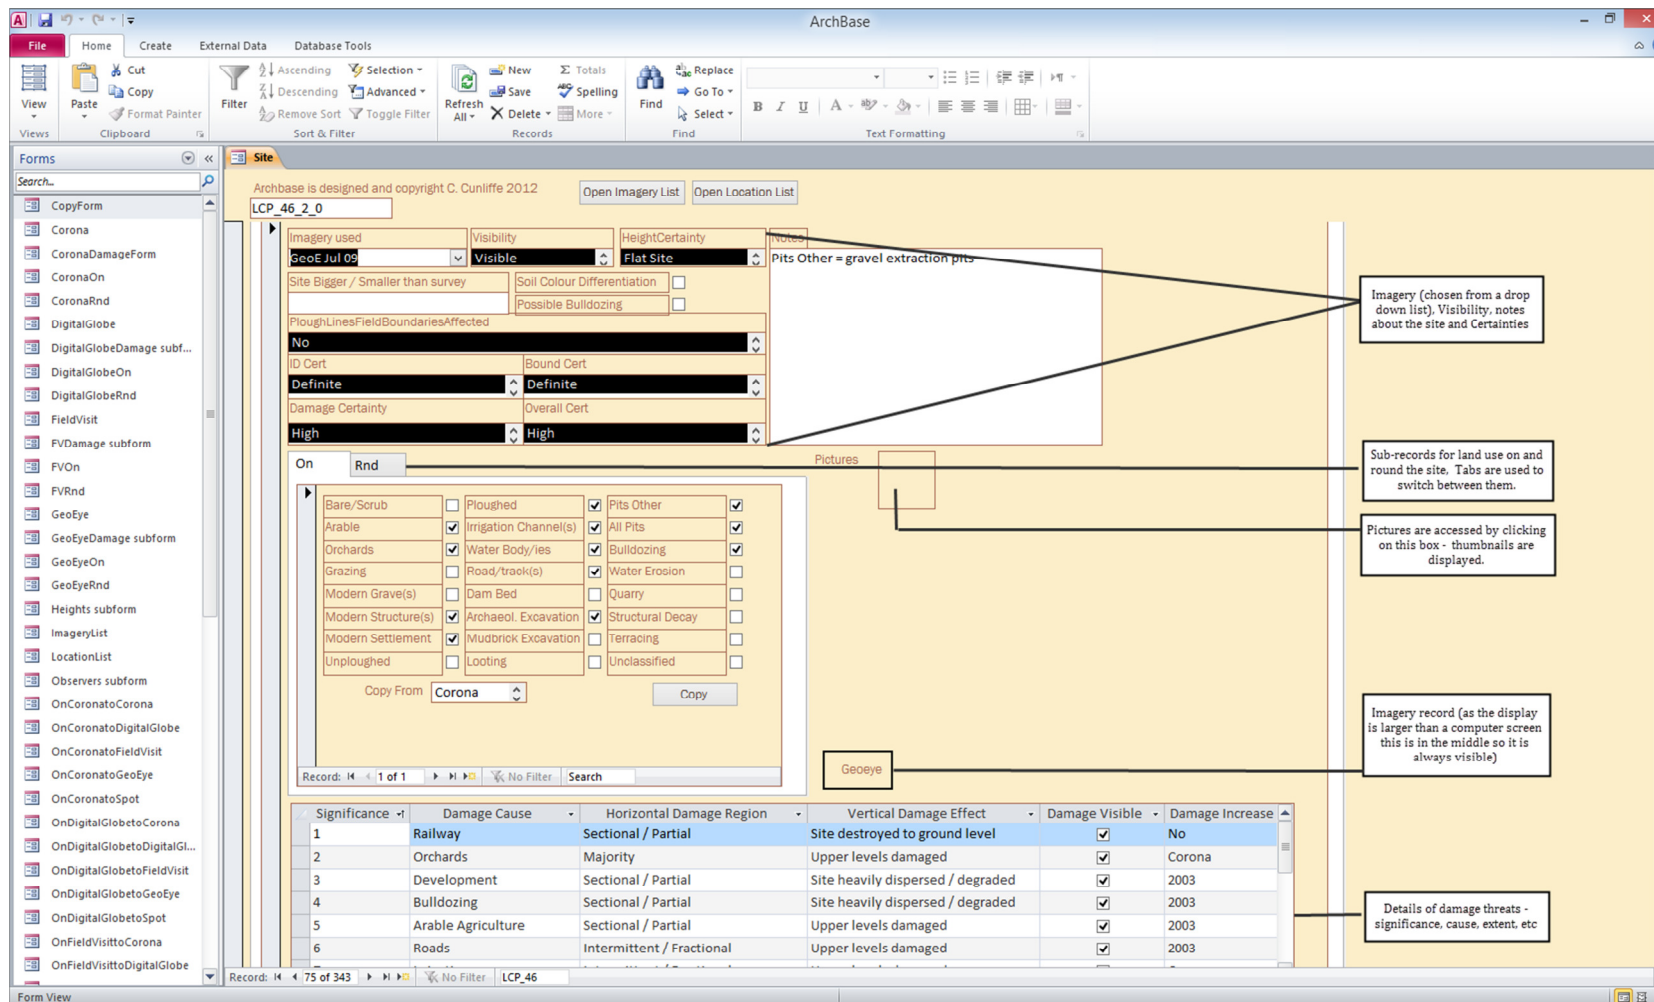 ArchBase
File Home Create External Data Database Tools
View
Views
Paste
Cut
Copy
Format Painter
Clipboard
Filter
Ascending
Descending
Remove Sort
Selection
Advanced
Toggle Filter
Sort & Filter
Refresh
All
New
Save
Delete
Totals
Spelling
More
Records
Find
Replace
Go To
Select
Find
B I U A
Text Formatting
Forms
Search...
CopyForm
Corona
CoronaDamageForm
CoronaOn
CoronaRnd
DigitalGlobe
DigitalGlobeDamage subf...
DigitalGlobeOn
DigitalGlobeRnd
FieldVisit
FVDamage subform
FVOn
FVRnd
GeoEye
GeoEyeDamage subform
GeoEyeOn
GeoEyeRnd
Heights subform
ImageryList
LocationList
Observers subform
OnCoronatoCorona
OnCoronatoDigitalGlobe
OnCoronatoFieldVisit
OnCoronatoGeoEye
OnCoronatoSpot
OnDigitalGlobetoCorona
OnDigitalGlobetoDigitalGl...
OnDigitalGlobetoFieldVisit
OnDigitalGlobetoGeoEye
OnDigitalGlobetoSpot
OnFieldVisittoCorona
OnFieldVisittoDigitalGlobe
Site
Archbase is designed and copyright C. Cunliffe 2012
Open Imagery List Open Location List
LCP_46_2_0
Imagery used Visibility HeightCertainty Notes
GeoE Jul 09 Visible Flat Site Pits Other = gravel extraction pits
Site Bigger / Smaller than survey Soil Colour Differentiation
Possible Bulldozing
PloughLinesFieldBoundariesAffected
No
ID Cert Bound Cert
Definite Definite
Damage Certainty Overall Cert
High High
On Rnd
Pictures
Bare/Scrub Ploughed Pits Other
Arable Irrigation Channel(s) All Pits
Orchards Water Body/ies Bulldozing
Grazing Road/track(s) Water Erosion
Modern Grave(s) Dam Bed Quarry
Modern Structure(s) Archaeol. Excavation Structural Decay
Modern Settlement Mudbrick Excavation Terracing
Unploughed Looting Unclassified
Copy From Corona Copy
Record: 1 of 1 No Filter Search
Geoeye
Significance Damage Cause Horizontal Damage Region Vertical Damage Effect Damage Visible Damage Increase
1 Railway Sectional / Partial Site destroyed to ground level No
2 Orchards Majority Upper levels damaged Corona
3 Development Sectional / Partial Site heavily dispersed / degraded 2003
4 Bulldozing Sectional / Partial Site heavily dispersed / degraded 2003
5 Arable Agriculture Sectional / Partial Upper levels damaged 2003
6 Roads Intermittent / Fractional Upper levels damaged 2003
Record: 75 of 343 No Filter LCP_46
Form View
Imagery (chosen from a drop
down list), Visibility, notes
about the site and Certainties
Sub-records for land use on and
round the site, Tabs are used to
switch between them.
Pictures are accessed by clicking
on this box - thumbnails are
displayed.
Imagery record (as the display
is larger than a computer screen
this is in the middle so it is
always visible)
Details of damage threats -
significance, cause, extent, etc